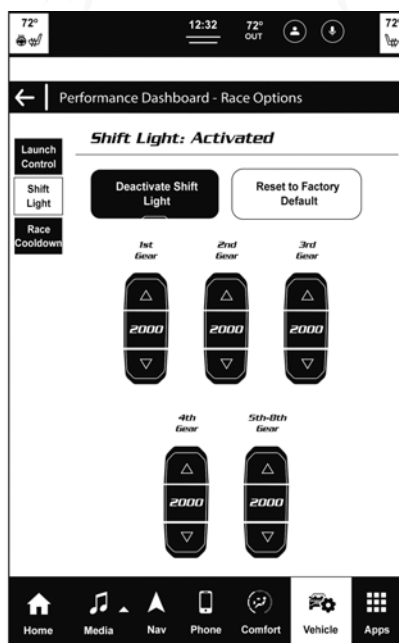 72° 12:32 72° 72°
OUT
Performance Dashboard - Race Options
Launch
Control
Shift
Light
Race
Cooldown
Shift Light: Activated
Deactivate Shift
Light
Reset to Factory
Default
1st
Gear
2nd
Gear
3rd
Gear
2000 2000 2000
4th
Gear
5th-8th
Gear
2000 2000
Home Media Nav Phone Comfort Vehicle Apps